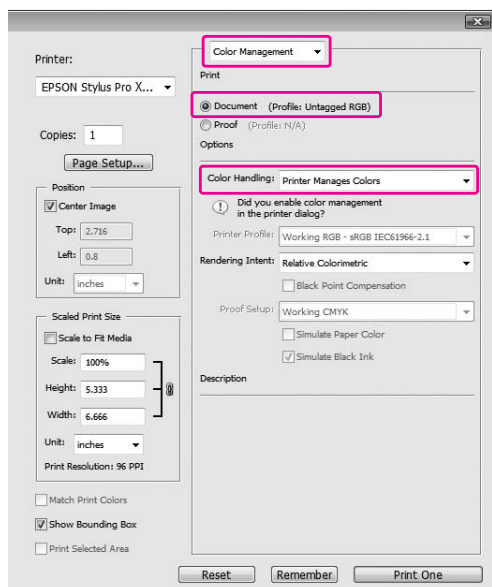 Printer:
EPSON Stylus Pro X...
Copies: 1
Page Setup...
Position
Center Image
Top: 2.716
Left: 0.8
Unit: inches
Scaled Print Size
Scale to Fit Media
Scale: 100%
Height: 5.333
Width: 6.666
Unit: inches
Print Resolution: 96 PPI
Match Print Colors
Show Bounding Box
Print Selected Area
Color Management
Print
Document (Profile: Untagged RGB)
Proof (Profile: N/A)
Options
Color Handling: Printer Manages Colors
Did you enable color management
in the printer dialog?
Printer Profile: Working RGB - sRGB IEC61966-2.1
Rendering Intent: Relative Colorimetric
Black Point Compensation
Proof Setup: Working CMYK
Simulate Paper Color
Simulate Black Ink
Description
Reset Remember Print One